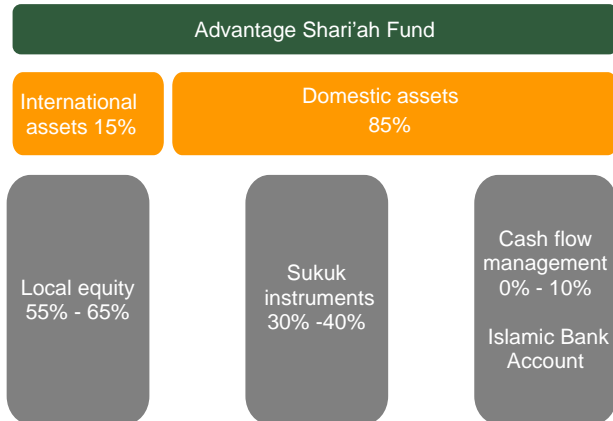 Advantage Shari'ah Fund
International
assets 15%
Domestic assets
85%
Local equity
55% - 65%
Sukuk
instruments
30% -40%
Cash flow
management
0% - 10%
Islamic Bank
Account